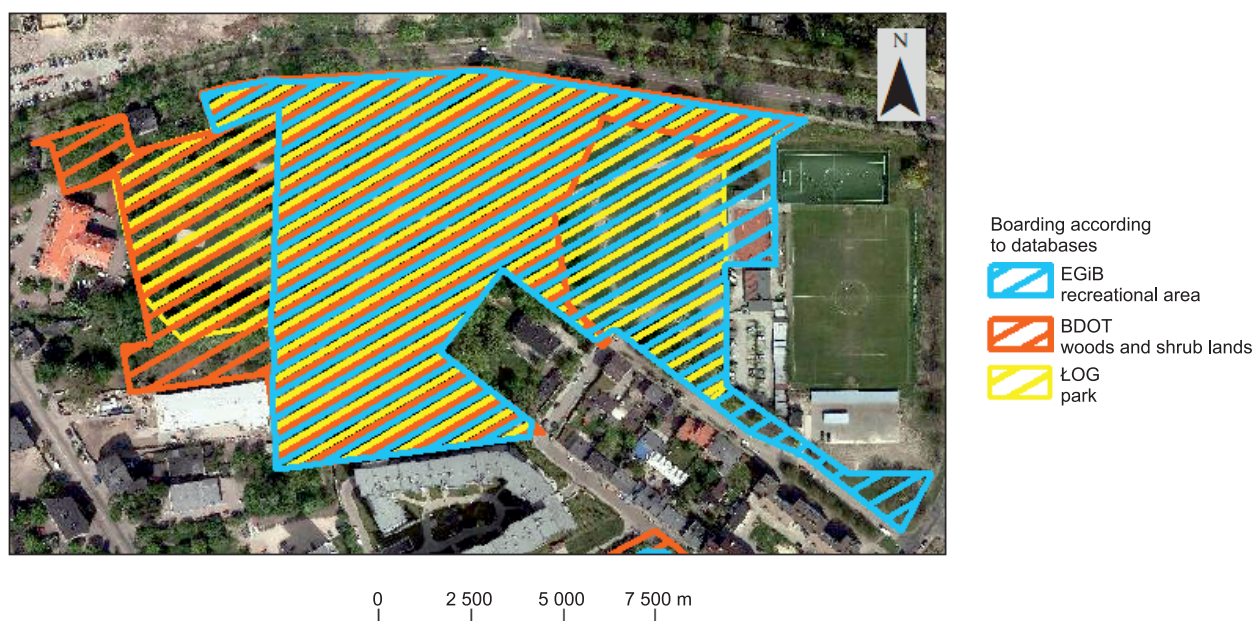 N
Boarding according
to databases
EGiB
recreational area
BDOT
woods and shrub lands
ŁOG
park
0 2 500 5 000 7 500 m